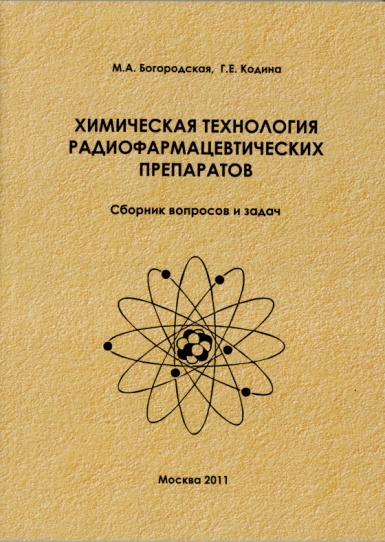 М.А. Богородская, Г.Е. Кодина
ХИМИЧЕСКАЯ ТЕХНОЛОГИЯ
РАДИОФАРМАЦЕВТИЧЕСКИХ
ПРЕПАРАТОВ
Сборник вопросов и задач
Москва 2011